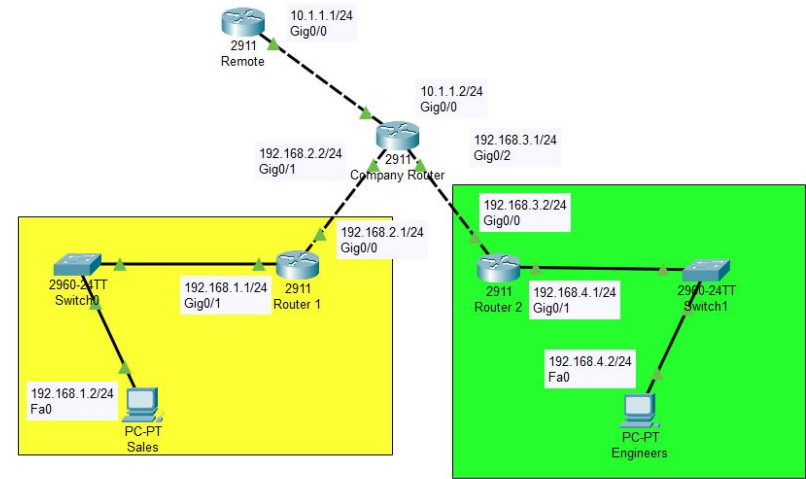 10.1.1.1/24
Gig0/0
2911
Remote
10.1.1.2/24
Gig0/0
192.168.2.2/24
Gig0/1
2911
Company Router
192.168.3.1/24
Gig0/2
192.168.2.1/24
Gig0/0
192.168.3.2/24
Gig0/0
2960-24TT
Switch0
192.168.1.1/24
Gig0/1
2911
Router 1
2911
Router 2
192.168.4.1/24
Gig0/1
2960-24TT
Switch1
192.168.1.2/24
Fa0
PC-PT
Sales
192.168.4.2/24
Fa0
PC-PT
Engineers